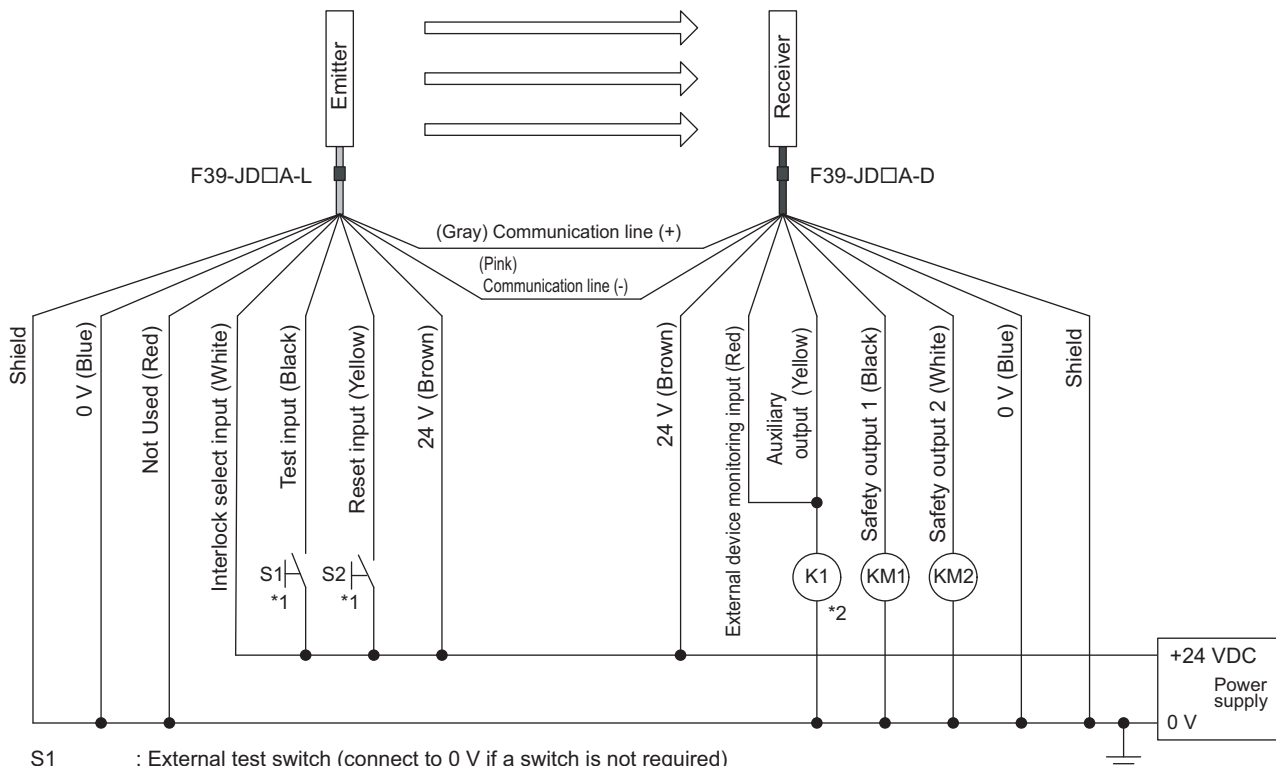 Emitter
Receiver
F39-JD□A-L
F39-JD□A-D
(Gray) Communication line (+)
(Pink)
Communication line (-)
Shield
0 V (Blue)
Not Used (Red)
Interlock select input (White)
Test input (Black)
Reset input (Yellow)
24 V (Brown)
24 V (Brown)
External device monitoring input (Red)
Auxiliary
output (Yellow)
Safety output 1 (Black)
Safety output 2 (White)
0 V (Blue)
Shield
S1
*1
S2
*1
K1
*2
KM1
KM2
+24 VDC
Power
supply
0 V
S1 : External test switch (connect to 0 V if a switch is not required)